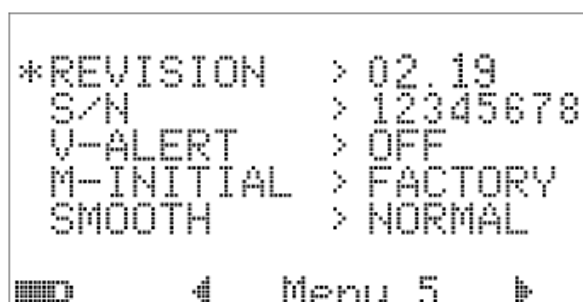 *REVISION > 02.19
S/N > 12345678
V-ALERT > OFF
M-INITIAL > FACTORY
SMOOTH > NORMAL
Menu 5